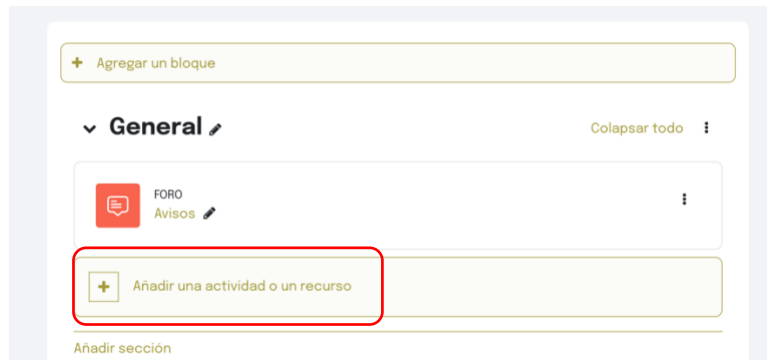 Agregar un bloque
General
Colapsar todo
FORO
Avisos
Añadir una actividad o un recurso
Añadir sección